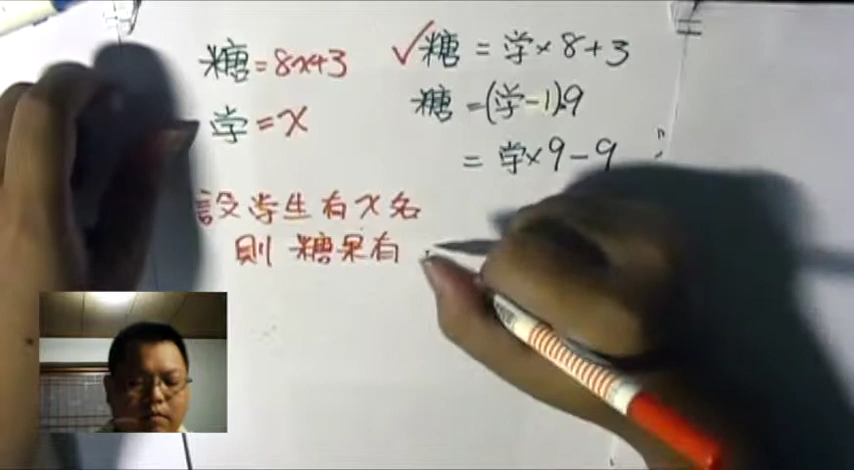 糖=8x+3
学=x
✓糖=学×8+3
糖=(学-1)×9
=学×9-9
設学生有x名
則 糖果有